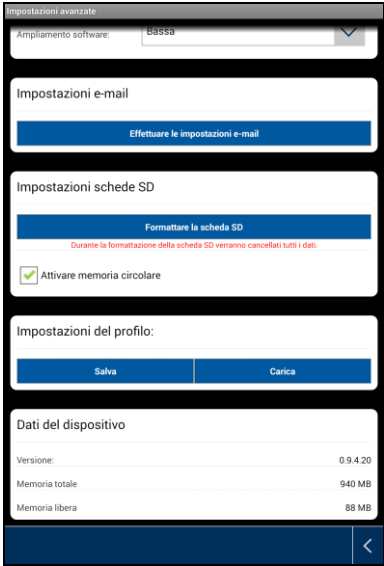 Impostazioni avanzate
Ampliamento software: Bassa
Impostazioni e-mail
Effettuare le impostazioni e-mail
Impostazioni schede SD
Formattare la scheda SD
Durante la formattazione della scheda SD verranno cancellati tutti i dati.
Attivare memoria circolare
Impostazioni del profilo:
Salva Carica
Dati del dispositivo
Versione: 0.9.4.20
Memoria totale 940 MB
Memoria libera 88 MB